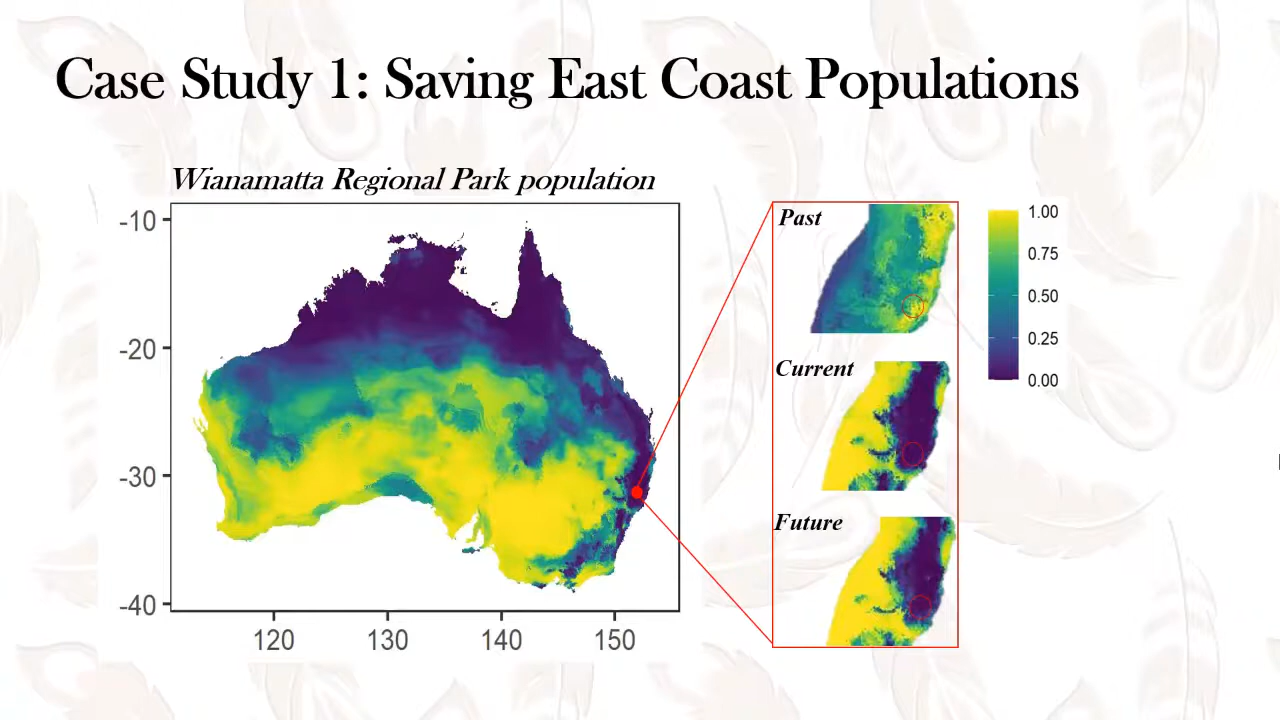 Case Study 1: Saving East Coast Populations
Wianamatta Regional Park population
-10
-20
-30
-40
120 130 140 150
Past
Current
Future
1.00
0.75
0.50
0.25
0.00